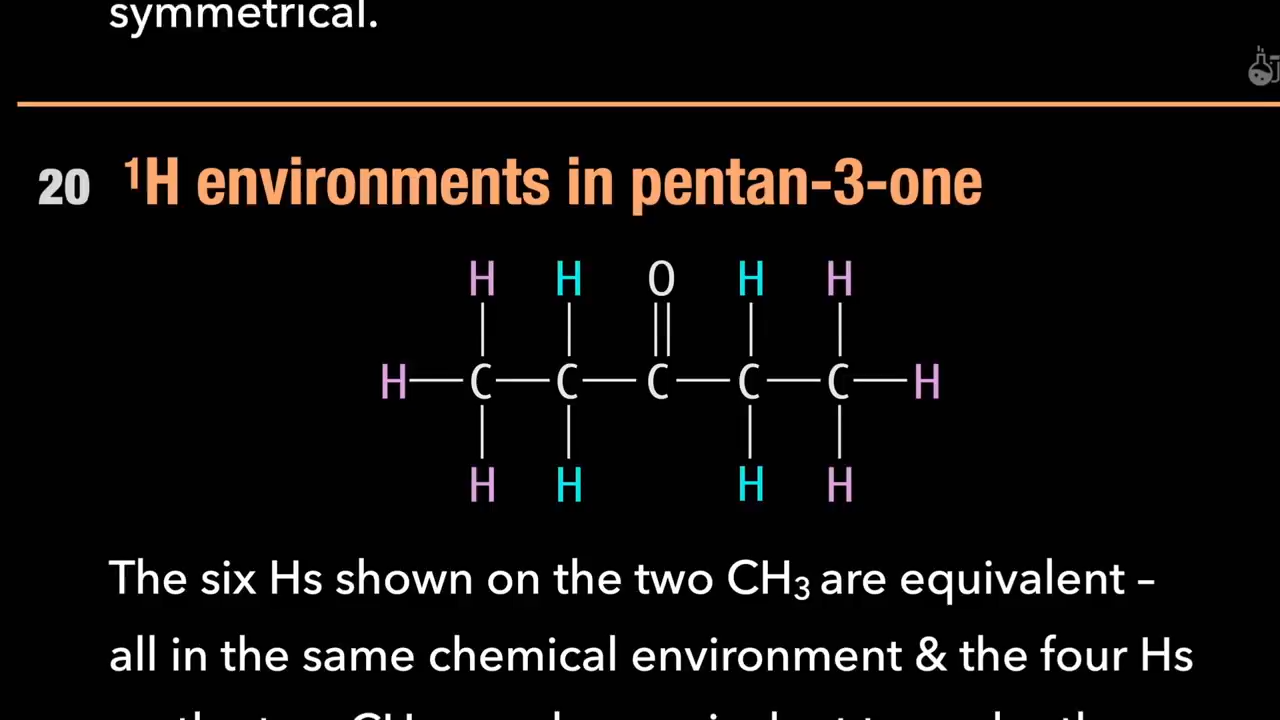 symmetrical.
20 ¹H environments in pentan-3-one
H H O H H
H C C C C C H
H H H H
The six Hs shown on the two CH₃ are equivalent –
all in the same chemical environment & the four Hs